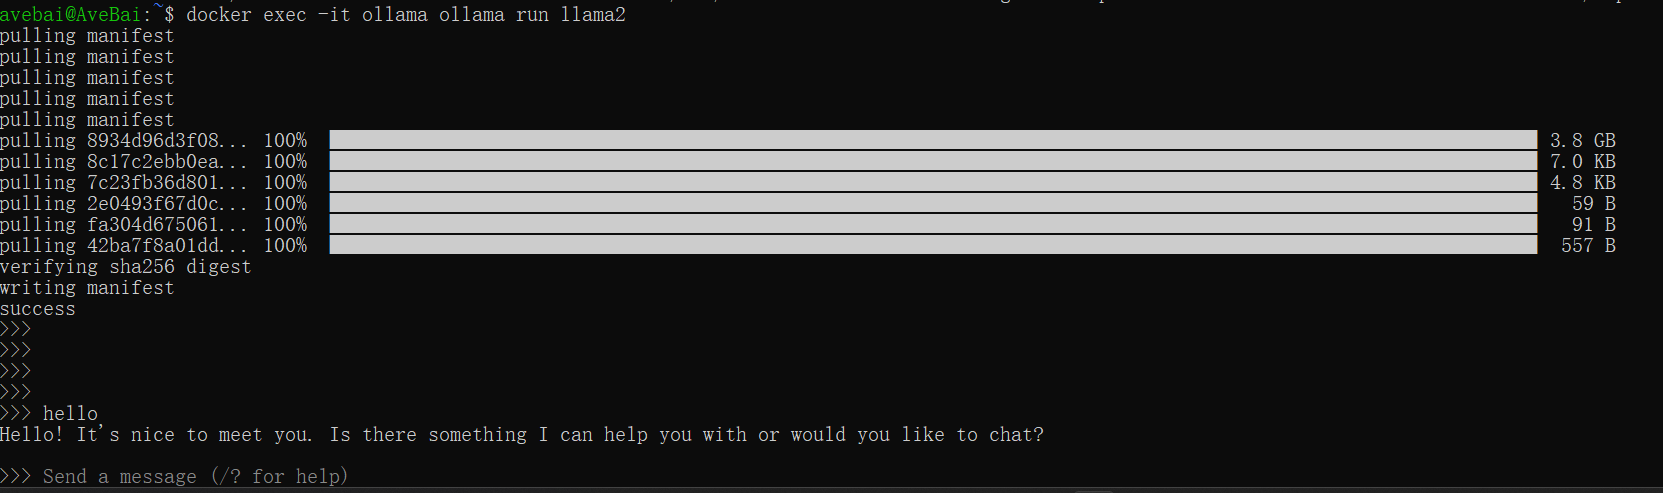 avebai@AveBai:~$ docker exec -it ollama ollama run llama2
pulling manifest
pulling manifest
pulling manifest
pulling manifest
pulling manifest
pulling 8934d96d3f08... 100% 3.8 GB
pulling 8c17c2ebb0ea... 100% 7.0 KB
pulling 7c23fb36d801... 100% 4.8 KB
pulling 2e0493f67d0c... 100% 59 B
pulling fa304d675061... 100% 91 B
pulling 42ba7f8a01dd... 100% 557 B
verifying sha256 digest
writing manifest
success
>>>
>>>
>>>
>>>
>>> hello
Hello! It's nice to meet you. Is there something I can help you with or would you like to chat?
>>> Send a message (/? for help)